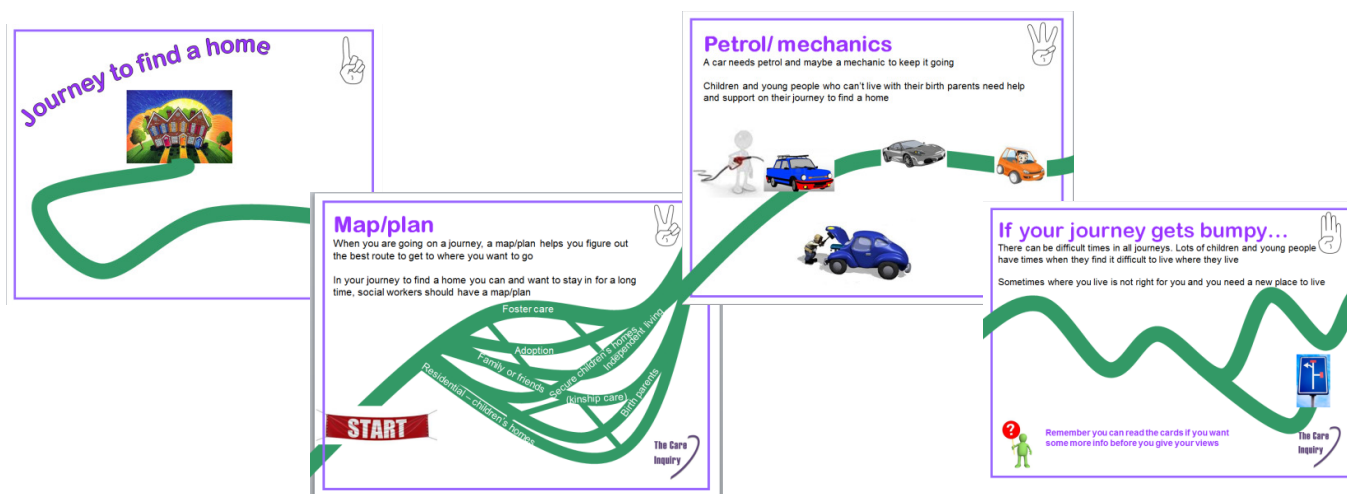 Journey to find a home
1
Map/plan
2
When you are going on a journey, a map/plan helps you figure out
the best route to get to where you want to go
In your journey to find a home you can and want to stay in for a long
time, social workers should have a map/plan
Foster care
Adoption
Family or friends
(kinship care)
Residential – children's homes
Secure children's homes
Independent living
Birth parents
START
The Care
Inquiry
Petrol/ mechanics
3
A car needs petrol and maybe a mechanic to keep it going
Children and young people who can't live with their birth parents need help
and support on their journey to find a home
If your journey gets bumpy…
4
There can be difficult times in all journeys. Lots of children and young people
have times when they find it difficult to live where they live
Sometimes where you live is not right for you and you need a new place to live
?
Remember you can read the cards if you want
some more info before you give your views
The Care
Inquiry